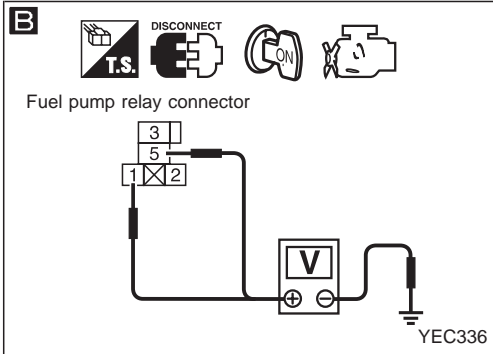 B
T.S.
DISCONNECT
ON
Fuel pump relay connector
3
5
1 2
V
+ −
YEC336